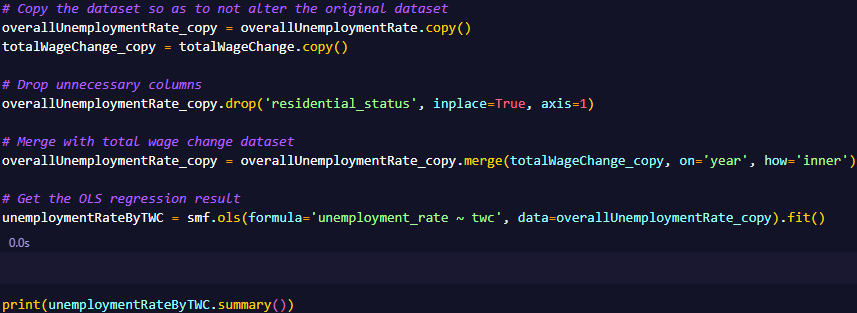 # Copy the dataset so as to not alter the original dataset
overallUnemploymentRate_copy = overallUnemploymentRate.copy()
totalWageChange_copy = totalWageChange.copy()
# Drop unnecessary columns
overallUnemploymentRate_copy.drop('residential_status', inplace=True, axis=1)
# Merge with total wage change dataset
overallUnemploymentRate_copy = overallUnemploymentRate_copy.merge(totalWageChange_copy, on='year', how='inner')
# Get the OLS regression result
unemploymentRateByTWC = smf.ols(formula='unemployment_rate ~ twc', data=overallUnemploymentRate_copy).fit()
0.0s
print(unemploymentRateByTWC.summary())